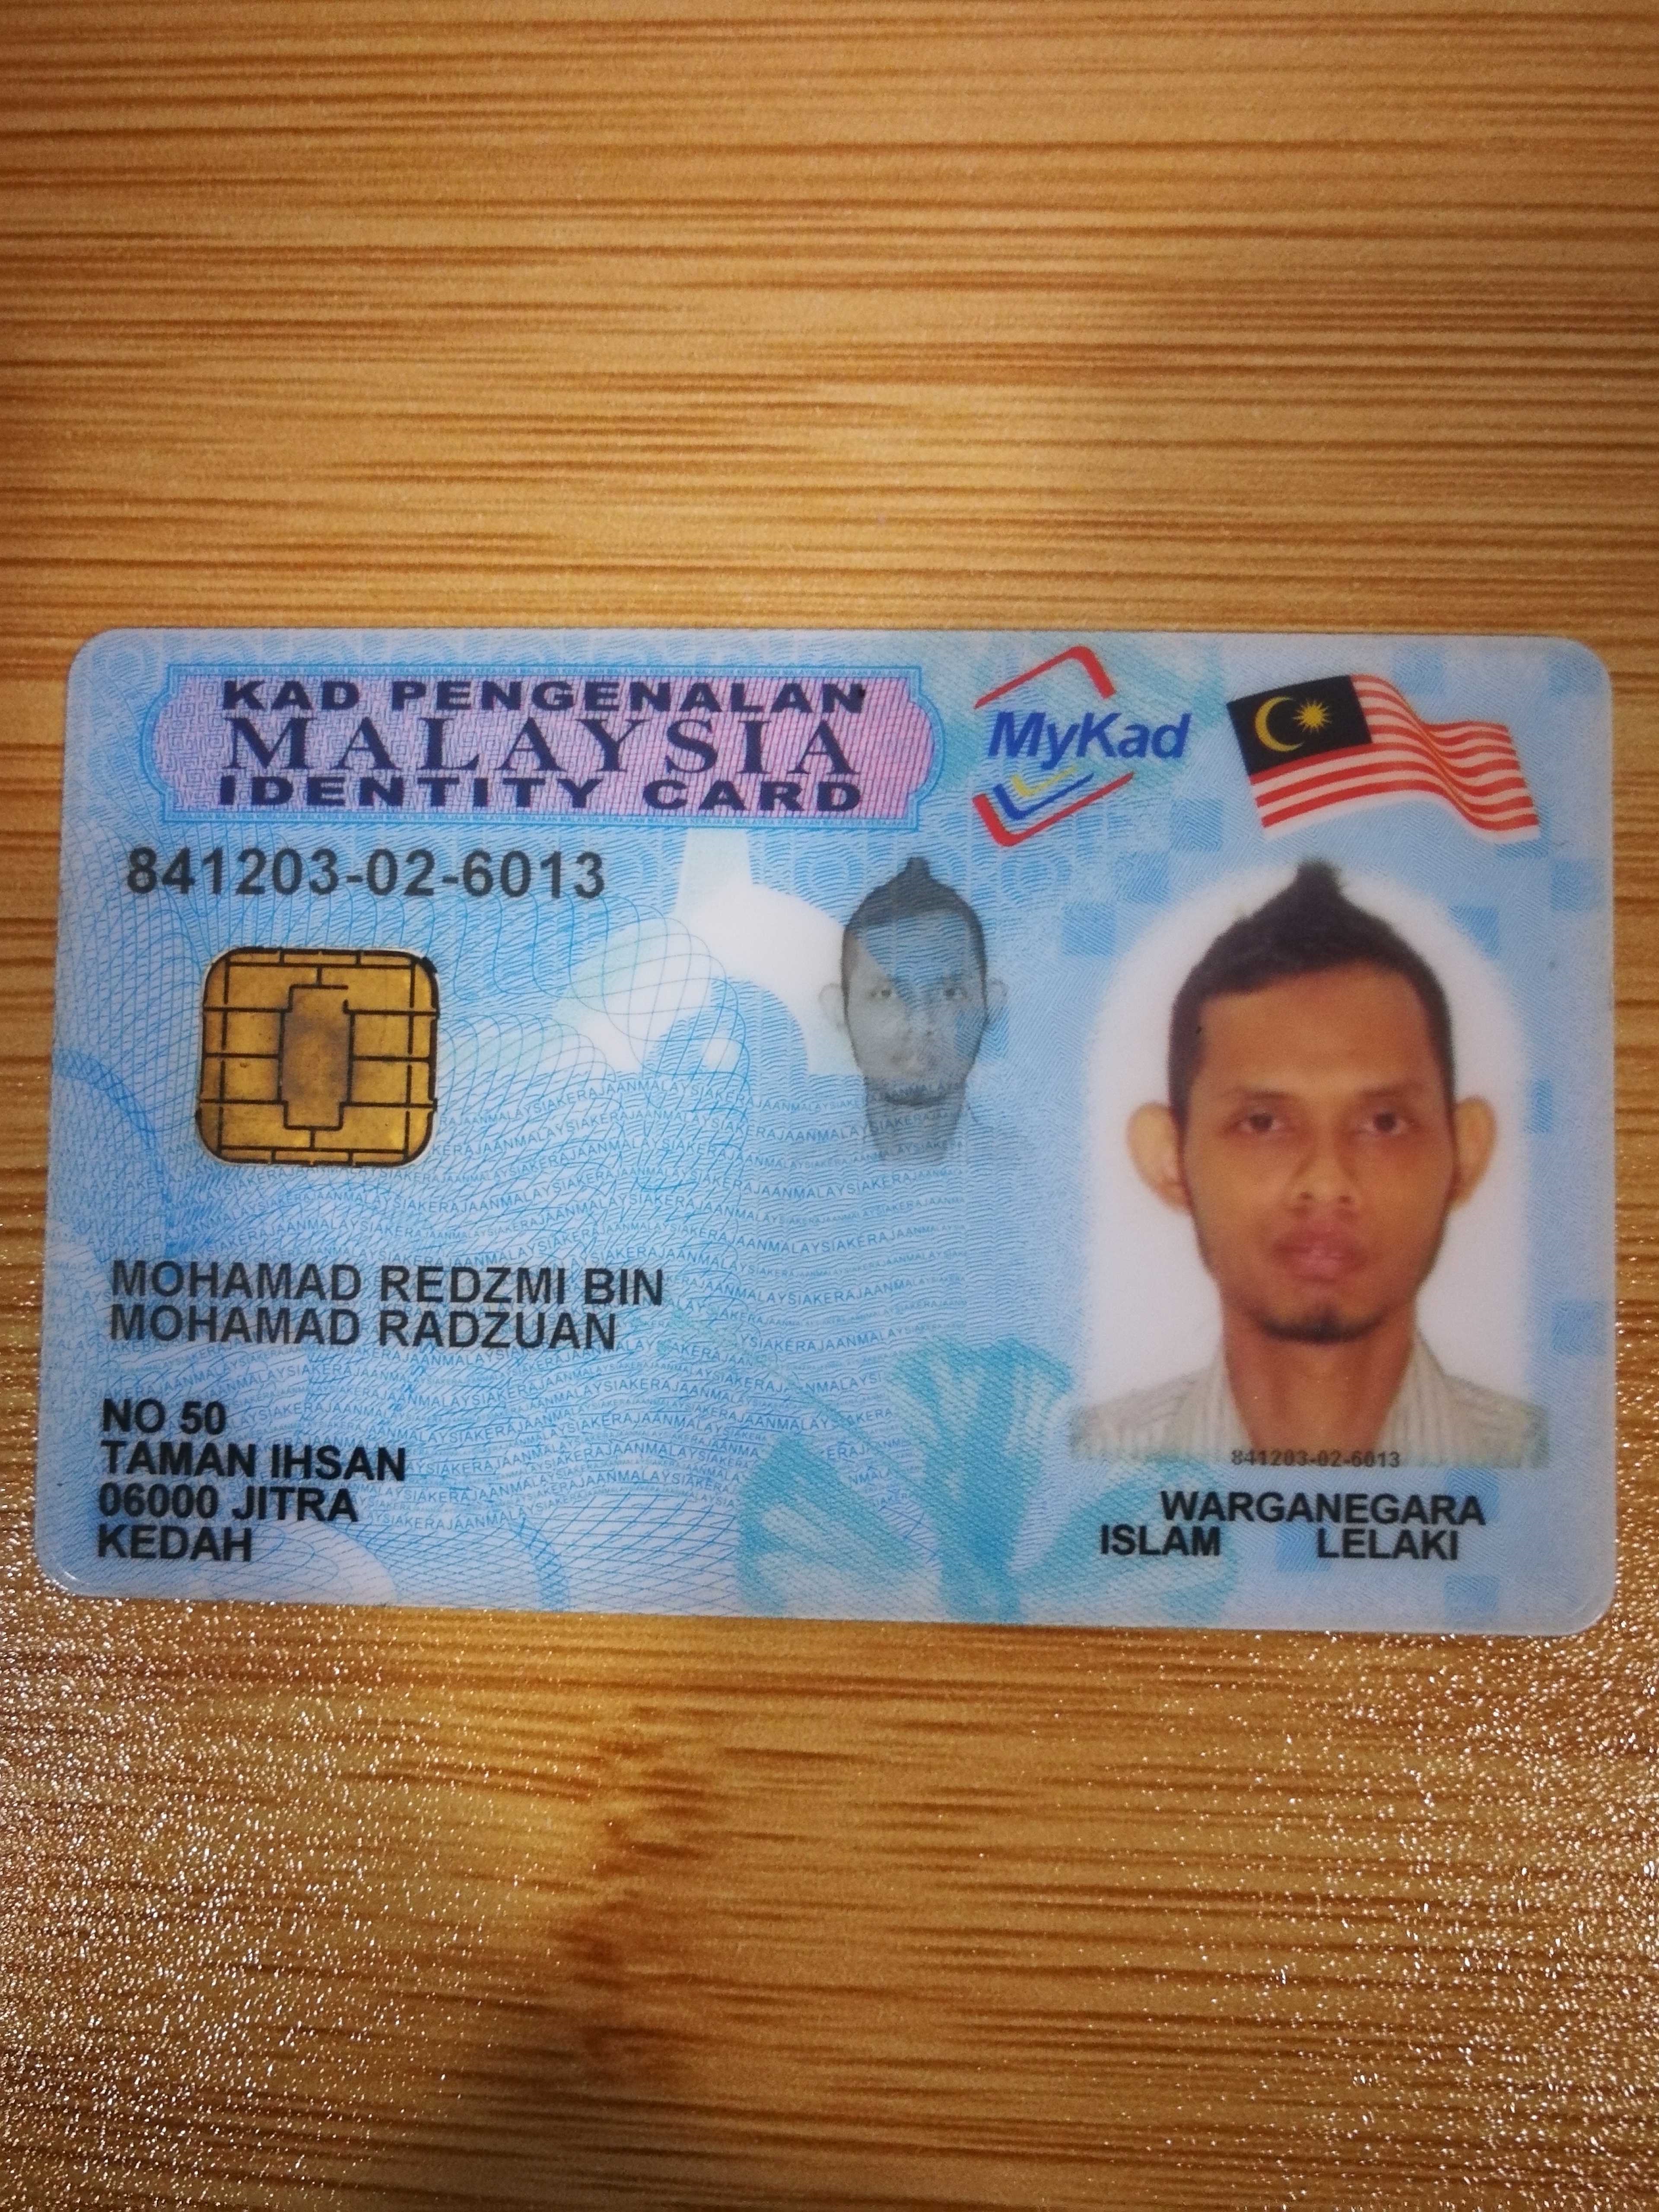 KAD PENGENALAN
MALAYSIA
IDENTITY CARD
MyKad
841203-02-6013
MOHAMAD REDZMI BIN
MOHAMAD RADZUAN
NO 50
TAMAN IHSAN
06000 JITRA
KEDAH
841203-02-6013
WARGANEGARA
ISLAM LELAKI